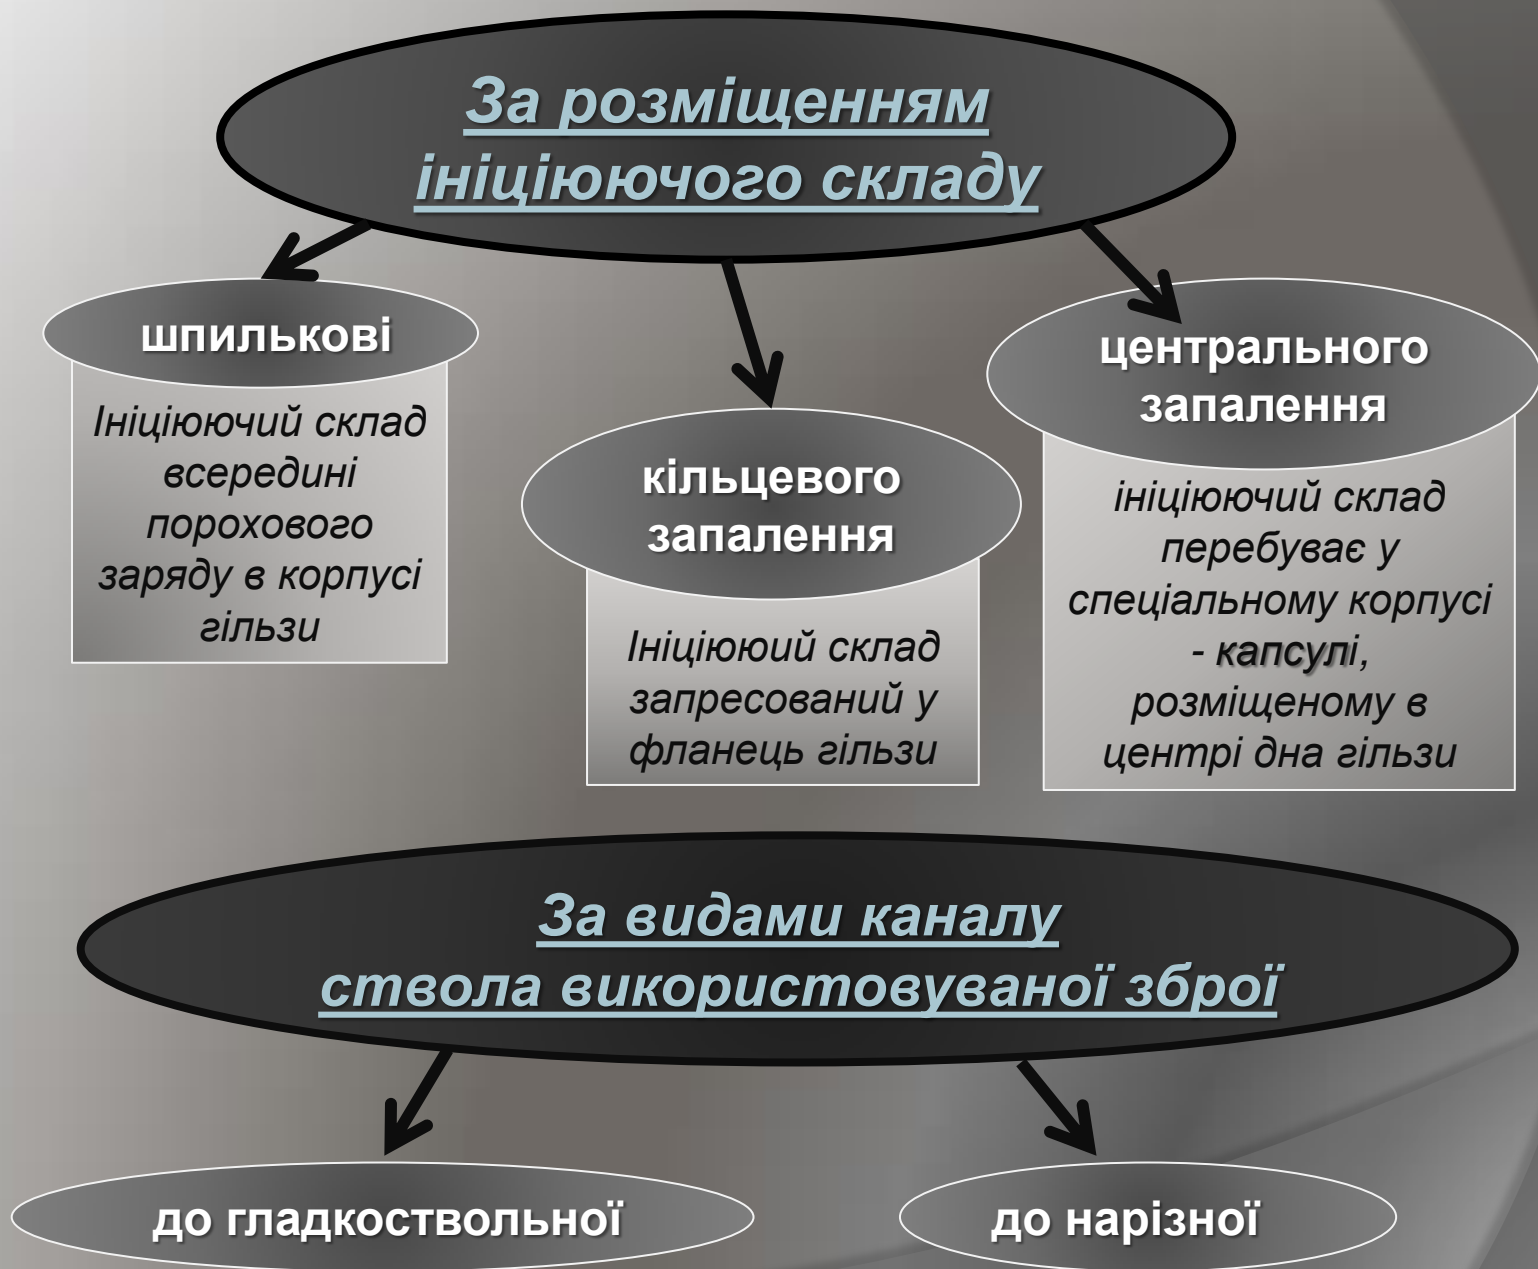 За розміщенням
ініціюючого складу
шпилькові
Ініціюючий склад
всередині
порохового
заряду в корпусі
гільзи
кільцевого
запалення
Ініціюий склад
запресований у
фланець гільзи
центрального
запалення
ініціюючий склад
перебуває у
спеціальному корпусі
- капсулі,
розміщеному в
центрі дна гільзи
За видами каналу
ствола використовуваної зброї
до гладкоствольної
до нарізної